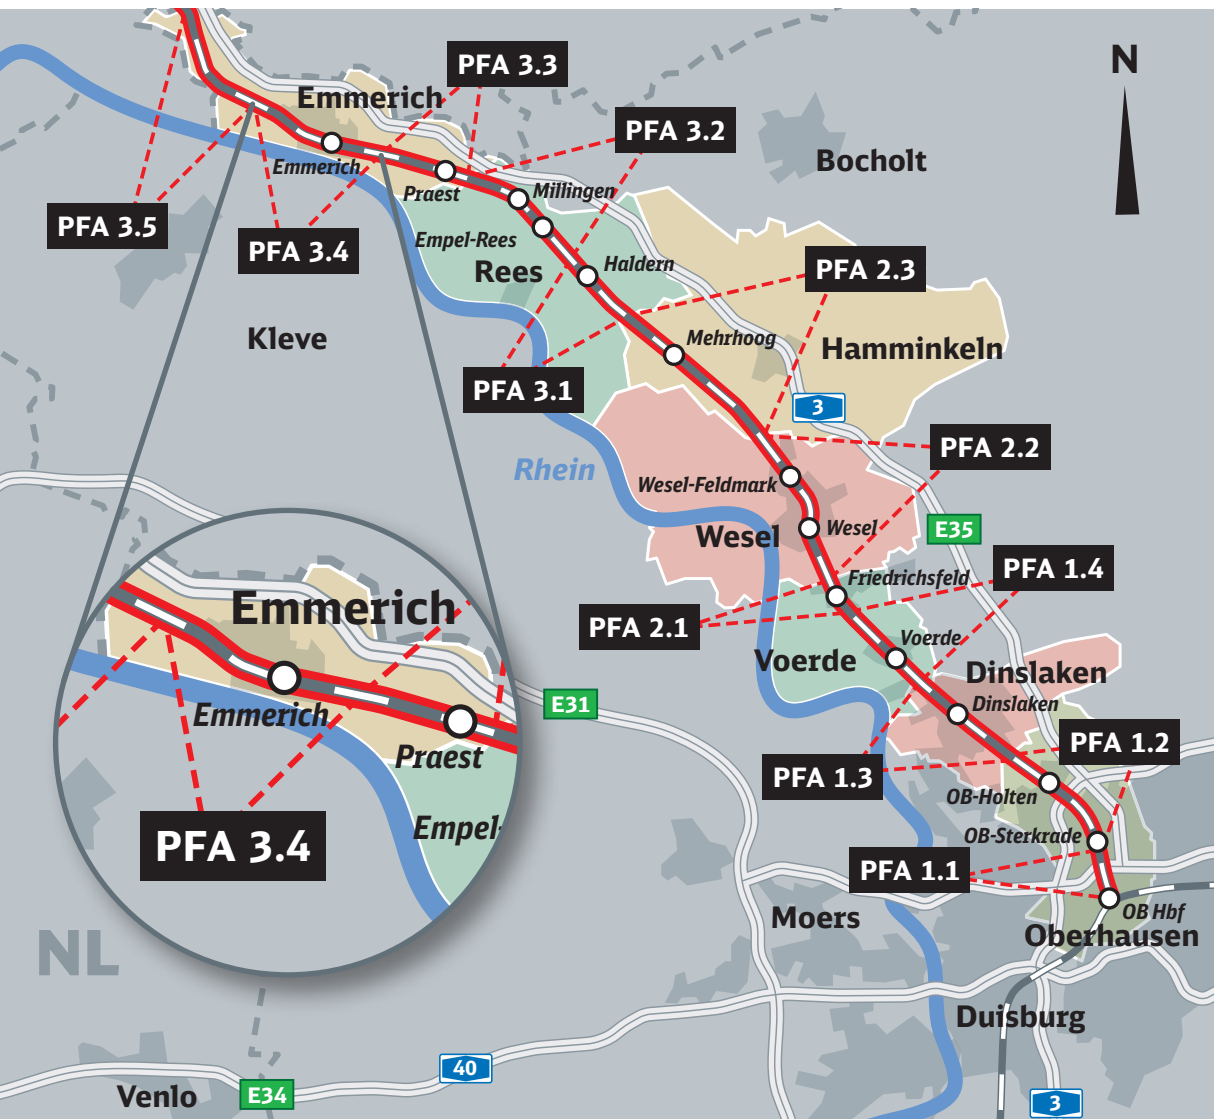 PFA 3.3
N
Emmerich
PFA 3.2
Bocholt
Emmerich
Praest
Millingen
PFA 3.5
PFA 3.4
Empel-Rees
Rees
Haldern
PFA 2.3
Kleve
Mehrhoog
Hamminkeln
PFA 3.1
3
PFA 2.2
Rhein
Wesel-Feldmark
Wesel
Wesel
E35
Friedrichsfeld
PFA 1.4
PFA 2.1
Voerde
Voerde
Dinslaken
Dinslaken
Emmerich
Emmerich
E31
Praest
PFA 1.2
PFA 1.3
OB-Holten
Empel-
OB-Sterkrade
PFA 3.4
PFA 1.1
Moers
OB Hbf
Oberhausen
NL
Duisburg
40
Venlo
E34
3